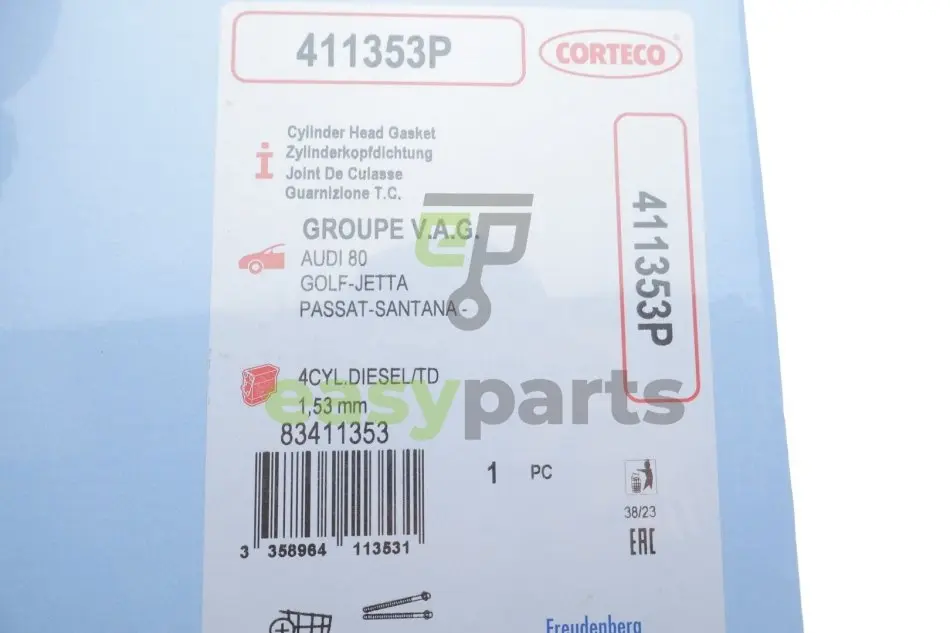 411353P
CORTECO
Cylinder Head Gasket
Zylinderkopfdichtung
Joint De Culasse
Guarnizione T.C.
GROUPE V.A.G.
AUDI 80
GOLF-JETTA
PASSAT-SANTANA -
411353P
4CYL.DIESEL/TD
1,53 mm
easyparts
83411353
1 PC
3 358964 113531
38/23
EAC
Freudenberg